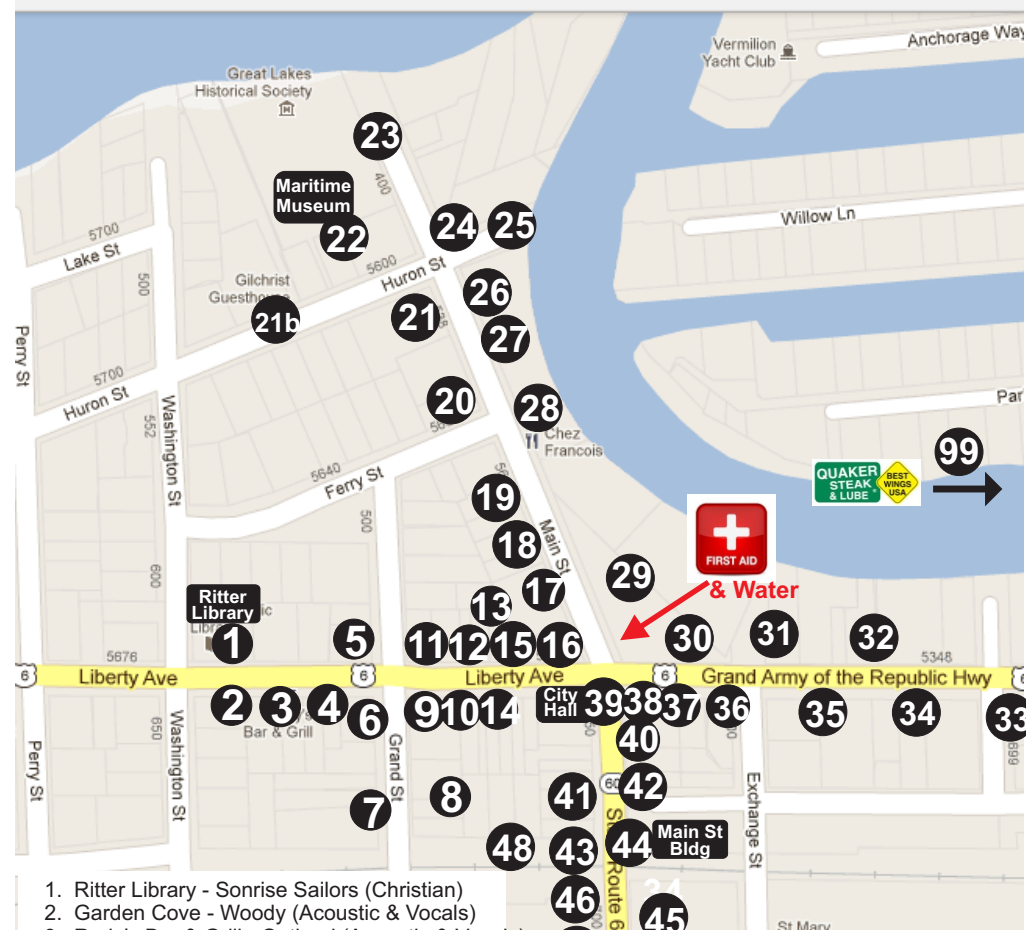 Anchorage Way
Vermilion
Yacht Club
Great Lakes
Historical Society
23
400
Maritime
Museum
22
24
25
Willow Ln
5700
Lake St
500
5600
Huron St
Gilchrist
Guesthouse
21b
21
26
27
Perry St
5700
Huron St
552
Washington St
20
28
Chez
Francois
Par
99
QUAKER
STEAK
& LUBE
BEST
WINGS
USA
5640
Ferry St
500
19
18
Main St
FIRST AID
& Water
29
600
17
13
Ritter
Library
1
5
11
12
15
16
30
31
32
5676
5348
6
Liberty Ave
6
Liberty Ave
6
Grand Army of the Republic Hwy
6
2
3
4
6
9
10
14
City
Hall
39
38
37
36
35
34
33
Bar & Grill
650
Washington St
Perry St
Grand St
40
699
7
8
41
60
42
Exchange St
48
43
44
Main St
Bldg
State Route 6
46
34
45
St Mary
1. Ritter Library - Sonrise Sailors (Christian)
2. Garden Cove - Woody (Acoustic & Vocals)